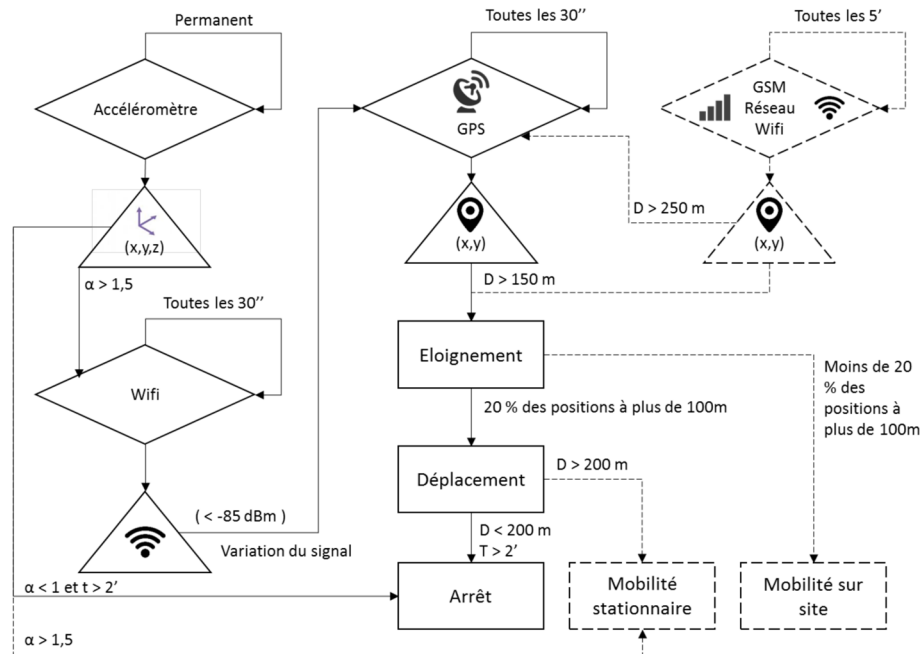 Permanent
Toutes les 30’’
Toutes les 5’
Accéléromètre
GPS
GSM
Réseau
Wifi
(x,y,z)
(x,y)
D > 250 m
(x,y)
α > 1,5
D > 150 m
Toutes les 30’’
Wifi
Eloignement
Moins de 20
% des
positions à
plus de 100m
20 % des positions à plus de 100m
Déplacement
D > 200 m
( < -85 dBm )
Variation du signal
D < 200 m
T > 2’
α < 1 et t > 2’
Arrêt
Mobilité
stationnaire
Mobilité sur
site
α > 1,5